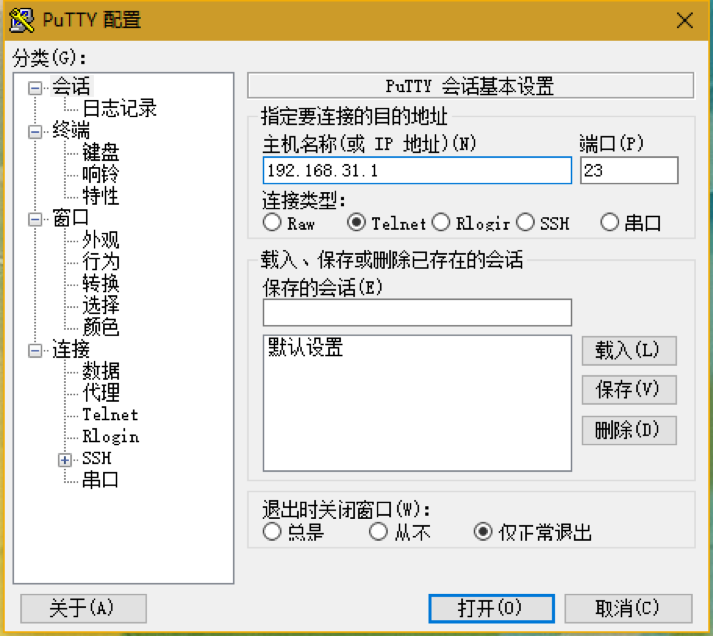 PuTTY 配置
分类(G):
会话
日志记录
终端
键盘
响铃
特性
窗口
外观
行为
转换
选择
颜色
连接
数据
代理
Telnet
Rlogin
SSH
串口
PuTTY 会话基本设置
指定要连接的目的地址
主机名称(或 IP 地址)(N) 端口(P)
192.168.31.1 23
连接类型:
Raw Telnet Rlogir SSH 串口
载入、保存或删除已存在的会话
保存的会话(E)
默认设置
载入(L)
保存(V)
删除(D)
退出时关闭窗口(W):
总是 从不 仅正常退出
关于(A) 打开(O) 取消(C)